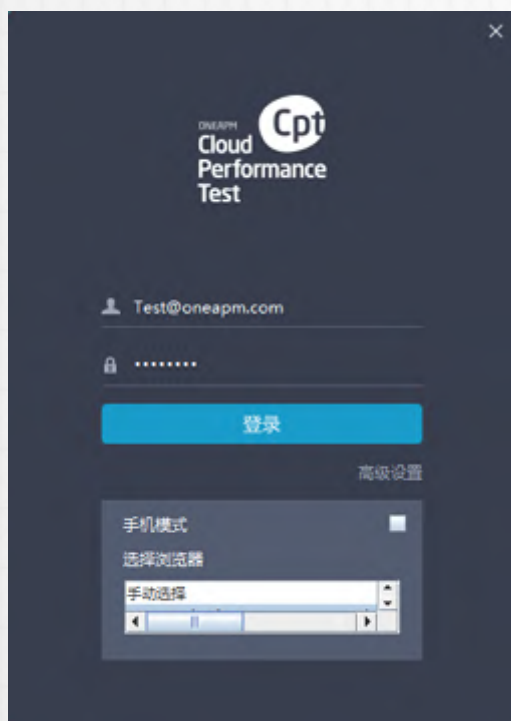 ONEAPM
Cpt
Cloud
Performance
Test
Test@oneapm.com
登录
高级设置
手机模式
选择浏览器
手动选择